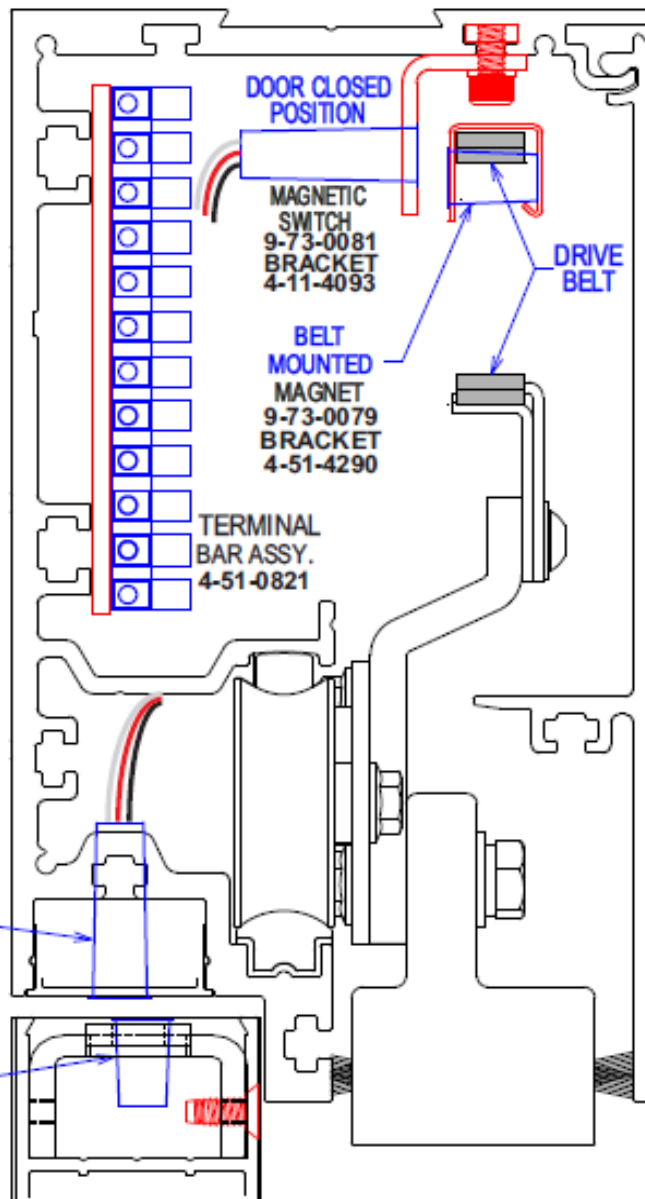 DOOR CLOSED
POSITION
MAGNETIC
SWITCH
9-73-0081
BRACKET
4-11-4093
DRIVE
BELT
BELT
MOUNTED
MAGNET
9-73-0079
BRACKET
4-51-4290
TERMINAL
BAR ASSY.
4-51-0821